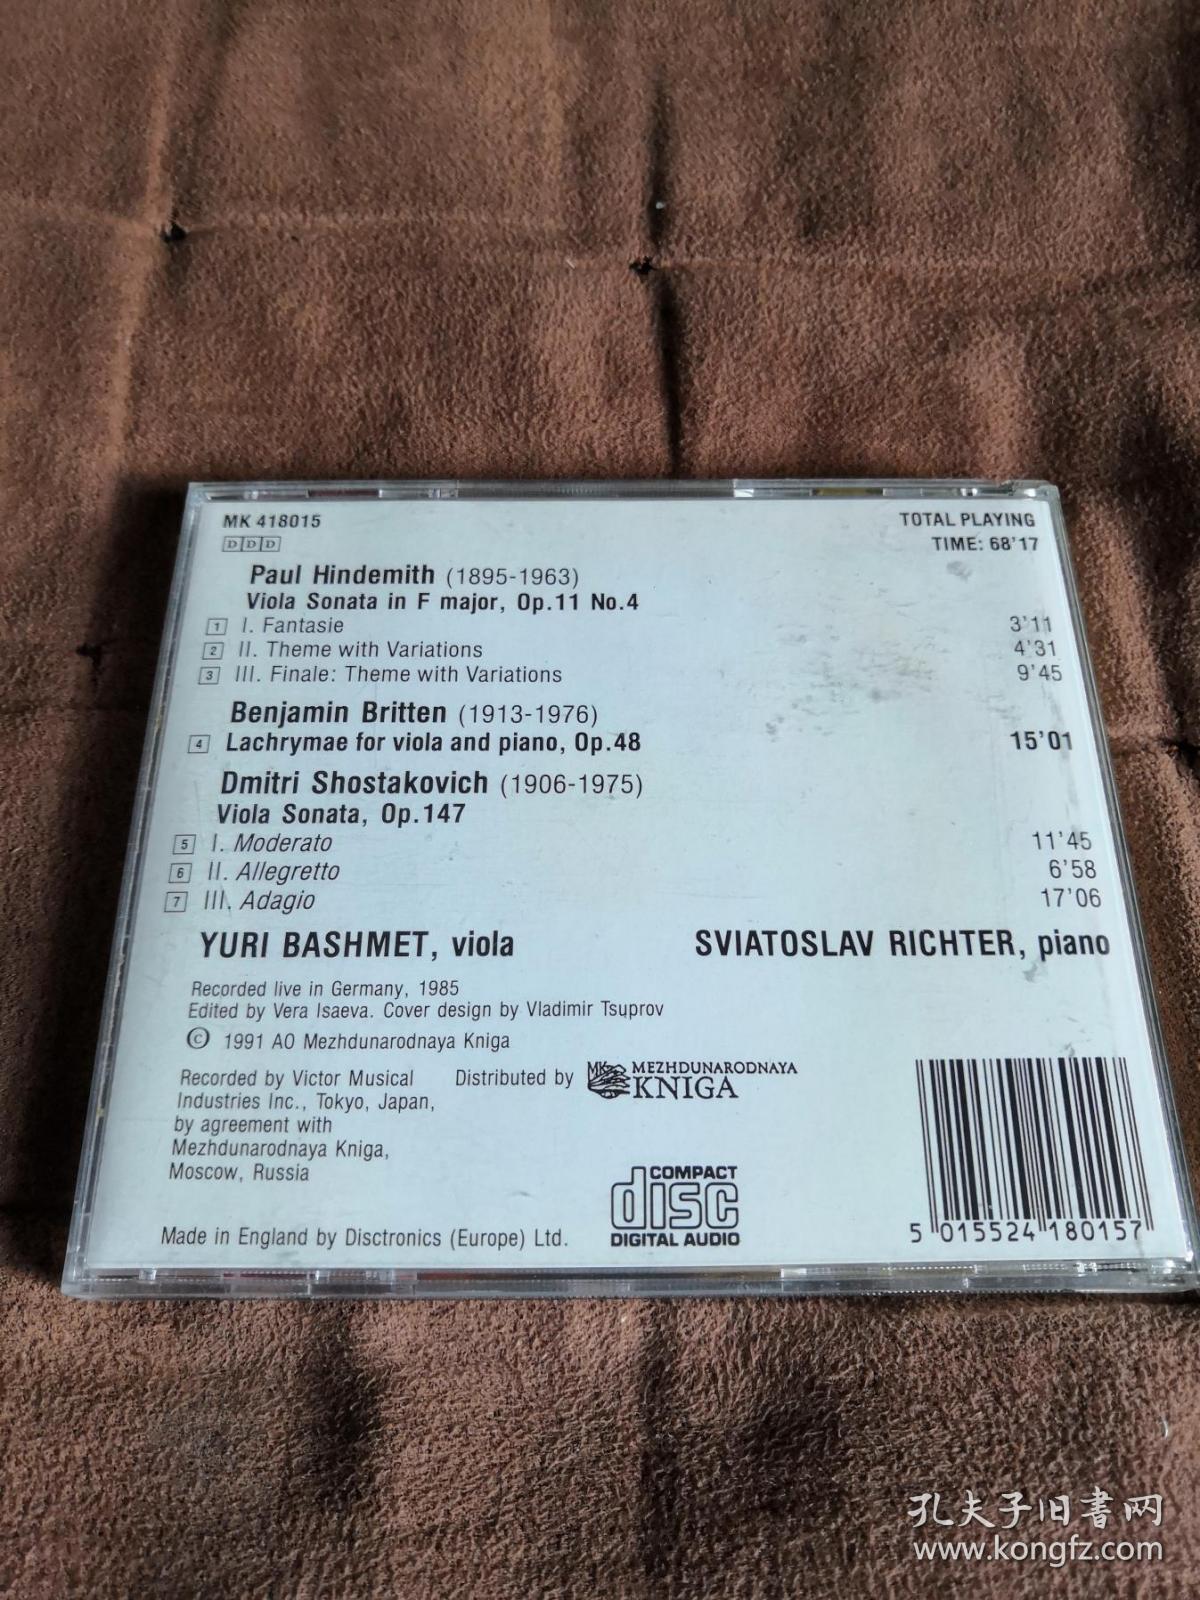 MK 418015
TOTAL PLAYING
DDD
TIME: 68'17
Paul Hindemith (1895-1963)
Viola Sonata in F major, Op.11 No.4
1 I. Fantasie 3'11
2 II. Theme with Variations 4'31
3 III. Finale: Theme with Variations 9'45
Benjamin Britten (1913-1976)
4 Lachrymae for viola and piano, Op.48 15'01
Dmitri Shostakovich (1906-1975)
Viola Sonata, Op.147
5 I. Moderato 11'45
6 II. Allegretto 6'58
7 III. Adagio 17'06
YURI BASHMET, viola SVIATOSLAV RICHTER, piano
Recorded live in Germany, 1985
Edited by Vera Isaeva. Cover design by Vladimir Tsuprov
© 1991 AO Mezhdunarodnaya Kniga
Recorded by Victor Musical
Industries Inc., Tokyo, Japan,
by agreement with
Mezhdunarodnaya Kniga,
Moscow, Russia
Distributed by MK MEZHDUNARODNAYA
KNIGA
COMPACT
disc
DIGITAL AUDIO
Made in England by Disctronics (Europe) Ltd.
5 015524 180157
孔夫子旧書网
www.kongfz.com